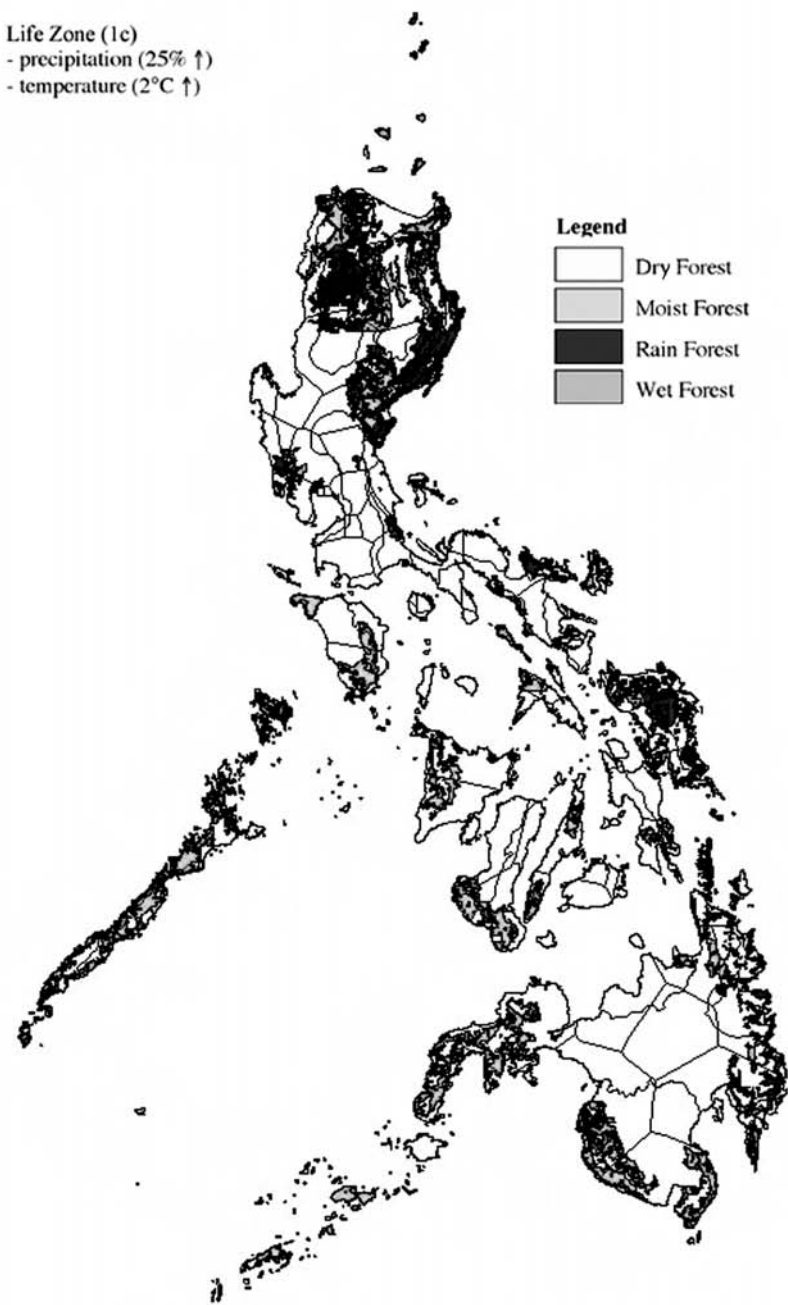 Life Zone (1c)
- precipitation (25% ↑)
- temperature (2°C ↑)
Legend
Dry Forest
Moist Forest
Rain Forest
Wet Forest